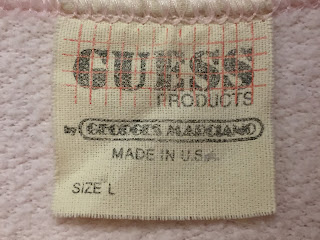 GUESS
PRODUCTS
by GEORGES MARCIANO
MADE IN U.S.A.
SIZE L